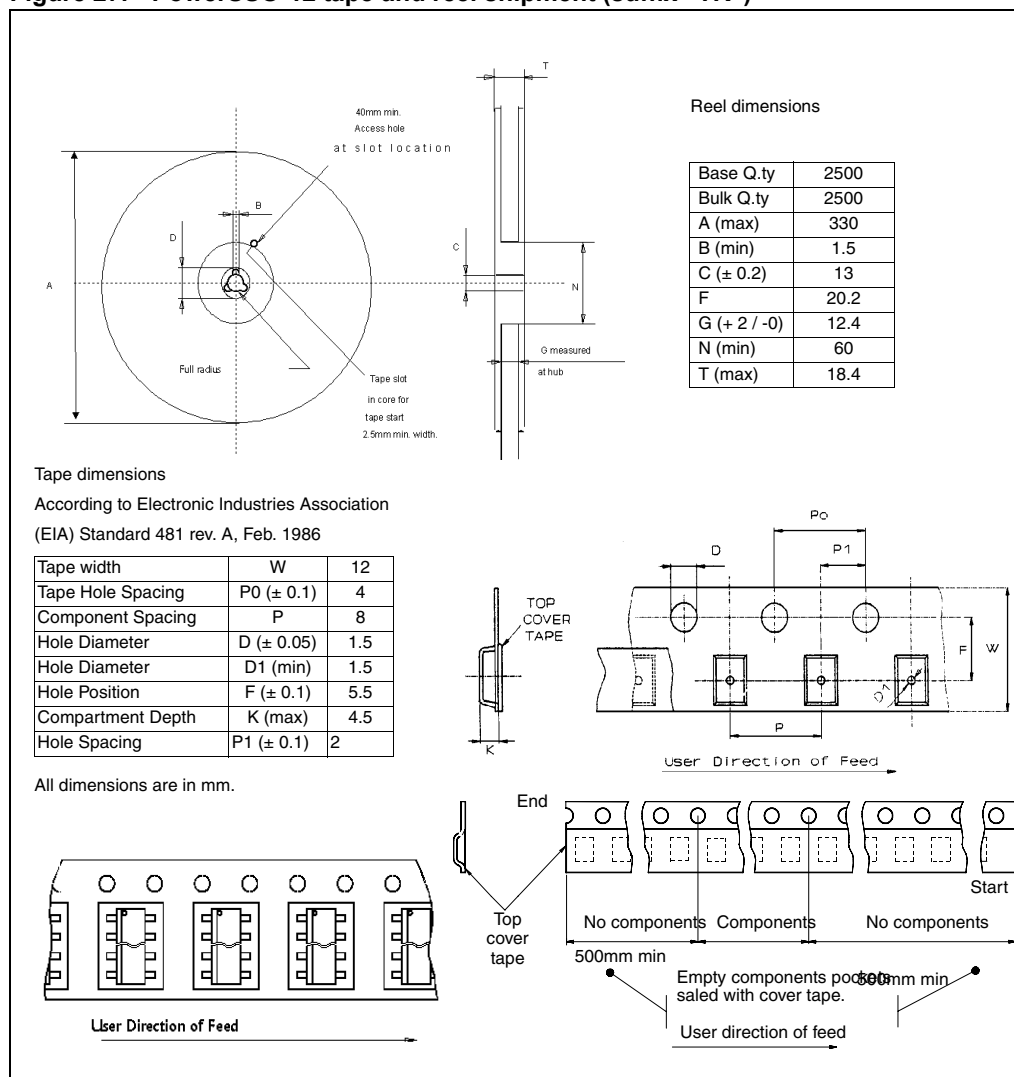 T
40mm min.
Access hole
at slot location
Reel dimensions
B
D
C
A
N
Full radius
G measured
at hub
Tape slot
in core for
tape start
2.5mm min. width.
Base Q.ty 2500
Bulk Q.ty 2500
A (max) 330
B (min) 1.5
C (± 0.2) 13
F 20.2
G (+ 2 / -0) 12.4
N (min) 60
T (max) 18.4
Tape dimensions
According to Electronic Industries Association
(EIA) Standard 481 rev. A, Feb. 1986
Tape width W 12
Tape Hole Spacing P0 (± 0.1) 4
Component Spacing P 8
Hole Diameter D (± 0.05) 1.5
Hole Diameter D1 (min) 1.5
Hole Position F (± 0.1) 5.5
Compartment Depth K (max) 4.5
Hole Spacing P1 (± 0.1) 2
All dimensions are in mm.
Po
D
P1
TOP
COVER
TAPE
F
W
D1
P
K
User Direction of Feed
End
Start
Top
cover
tape
No components
Components
No components
500mm min
Empty components pockets
saled with cover tape.
500mm min
User direction of feed
User Direction of Feed